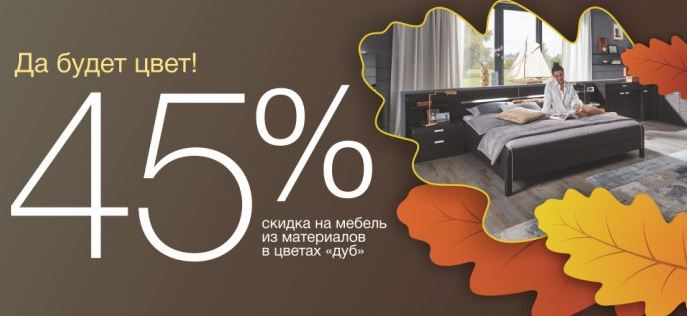 Да будет цвет!
45%
скидка на мебель
из материалов
в цветах «дуб»